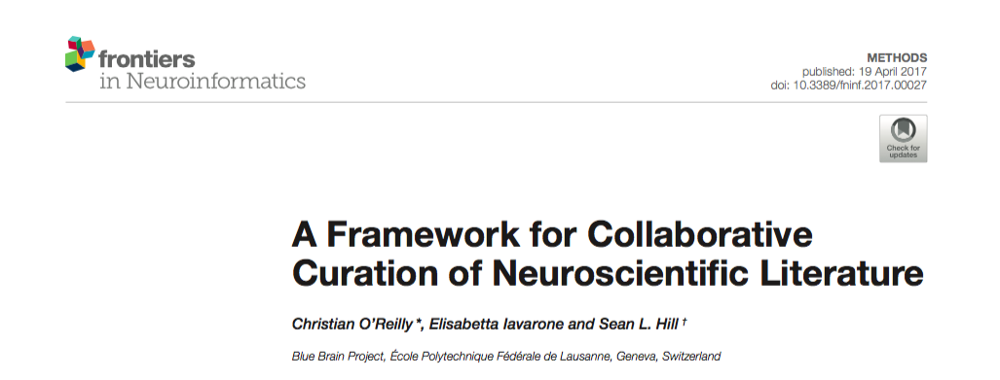 frontiers
in Neuroinformatics
METHODS
published: 19 April 2017
doi: 10.3389/fninf.2017.00027
Check for
updates
A Framework for Collaborative
Curation of Neuroscientific Literature
Christian O'Reilly *, Elisabetta Iavarone and Sean L. Hill †
Blue Brain Project, École Polytechnique Fédérale de Lausanne, Geneva, Switzerland